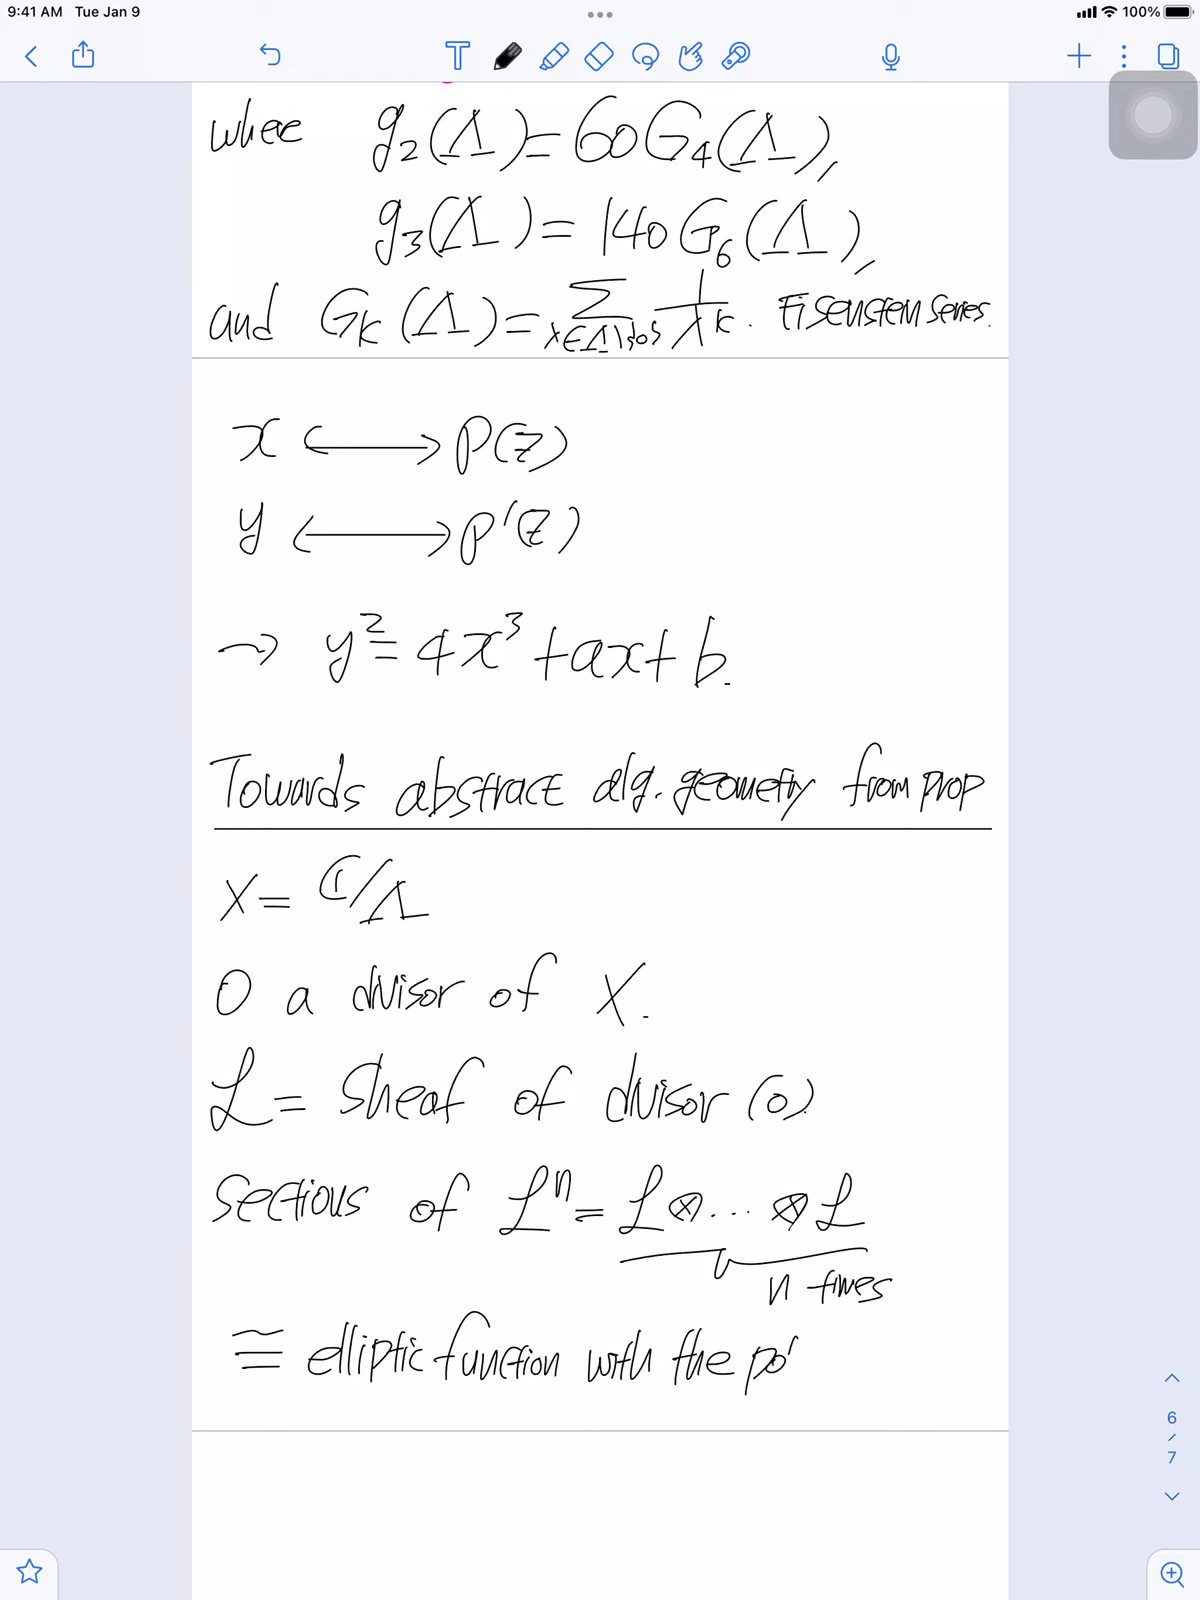 9:41 AM Tue Jan 9
100%
where g₂(Λ) = 60G₄(Λ),
g₃(Λ) = 140G₆(Λ),
and G_k(Λ) = Σ_{λ∈Λ\{0}} 1/λ^k. Eisenstein Series.
x ⟷ ℘(z)
y ⟷ ℘'(z)
→ y² = 4x³ + ax + b.
Towards abstract alg. geometry from prop
X = ℂ/Λ
0 a divisor of X.
ℒ = sheaf of divisor (0)
sections of ℒⁿ = ℒ ⊗ ... ⊗ ℒ
n times
≅ elliptic function with the po
6
/
7